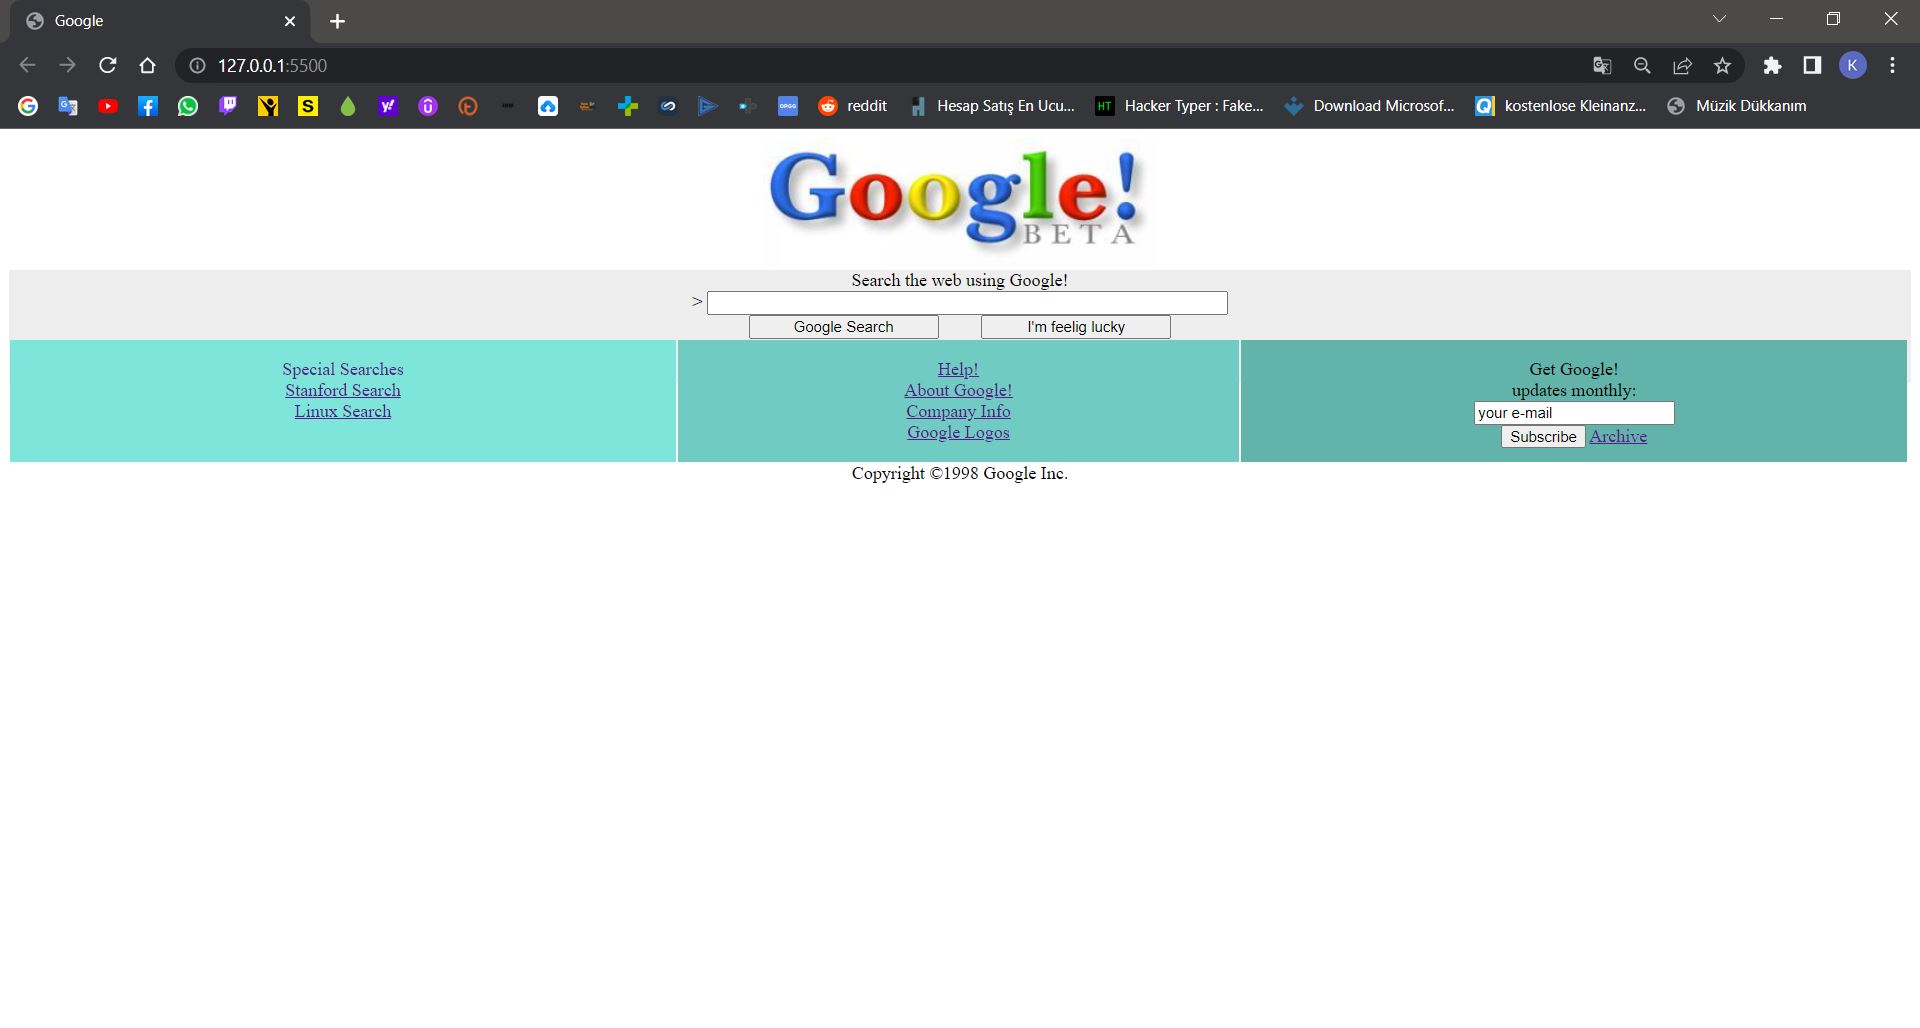 Google
127.0.0.1:5500
reddit
Hesap Satış En Ucu...
HT
Hacker Typer : Fake...
Download Microsof...
kostenlose Kleinanz...
Müzik Dükkanım
K
Google!
BETA
Search the web using Google!
>
Google Search
I'm feelig lucky
Special Searches
Stanford Search
Linux Search
Help!
About Google!
Company Info
Google Logos
Get Google!
updates monthly:
your e-mail
Subscribe Archive
Copyright ©1998 Google Inc.